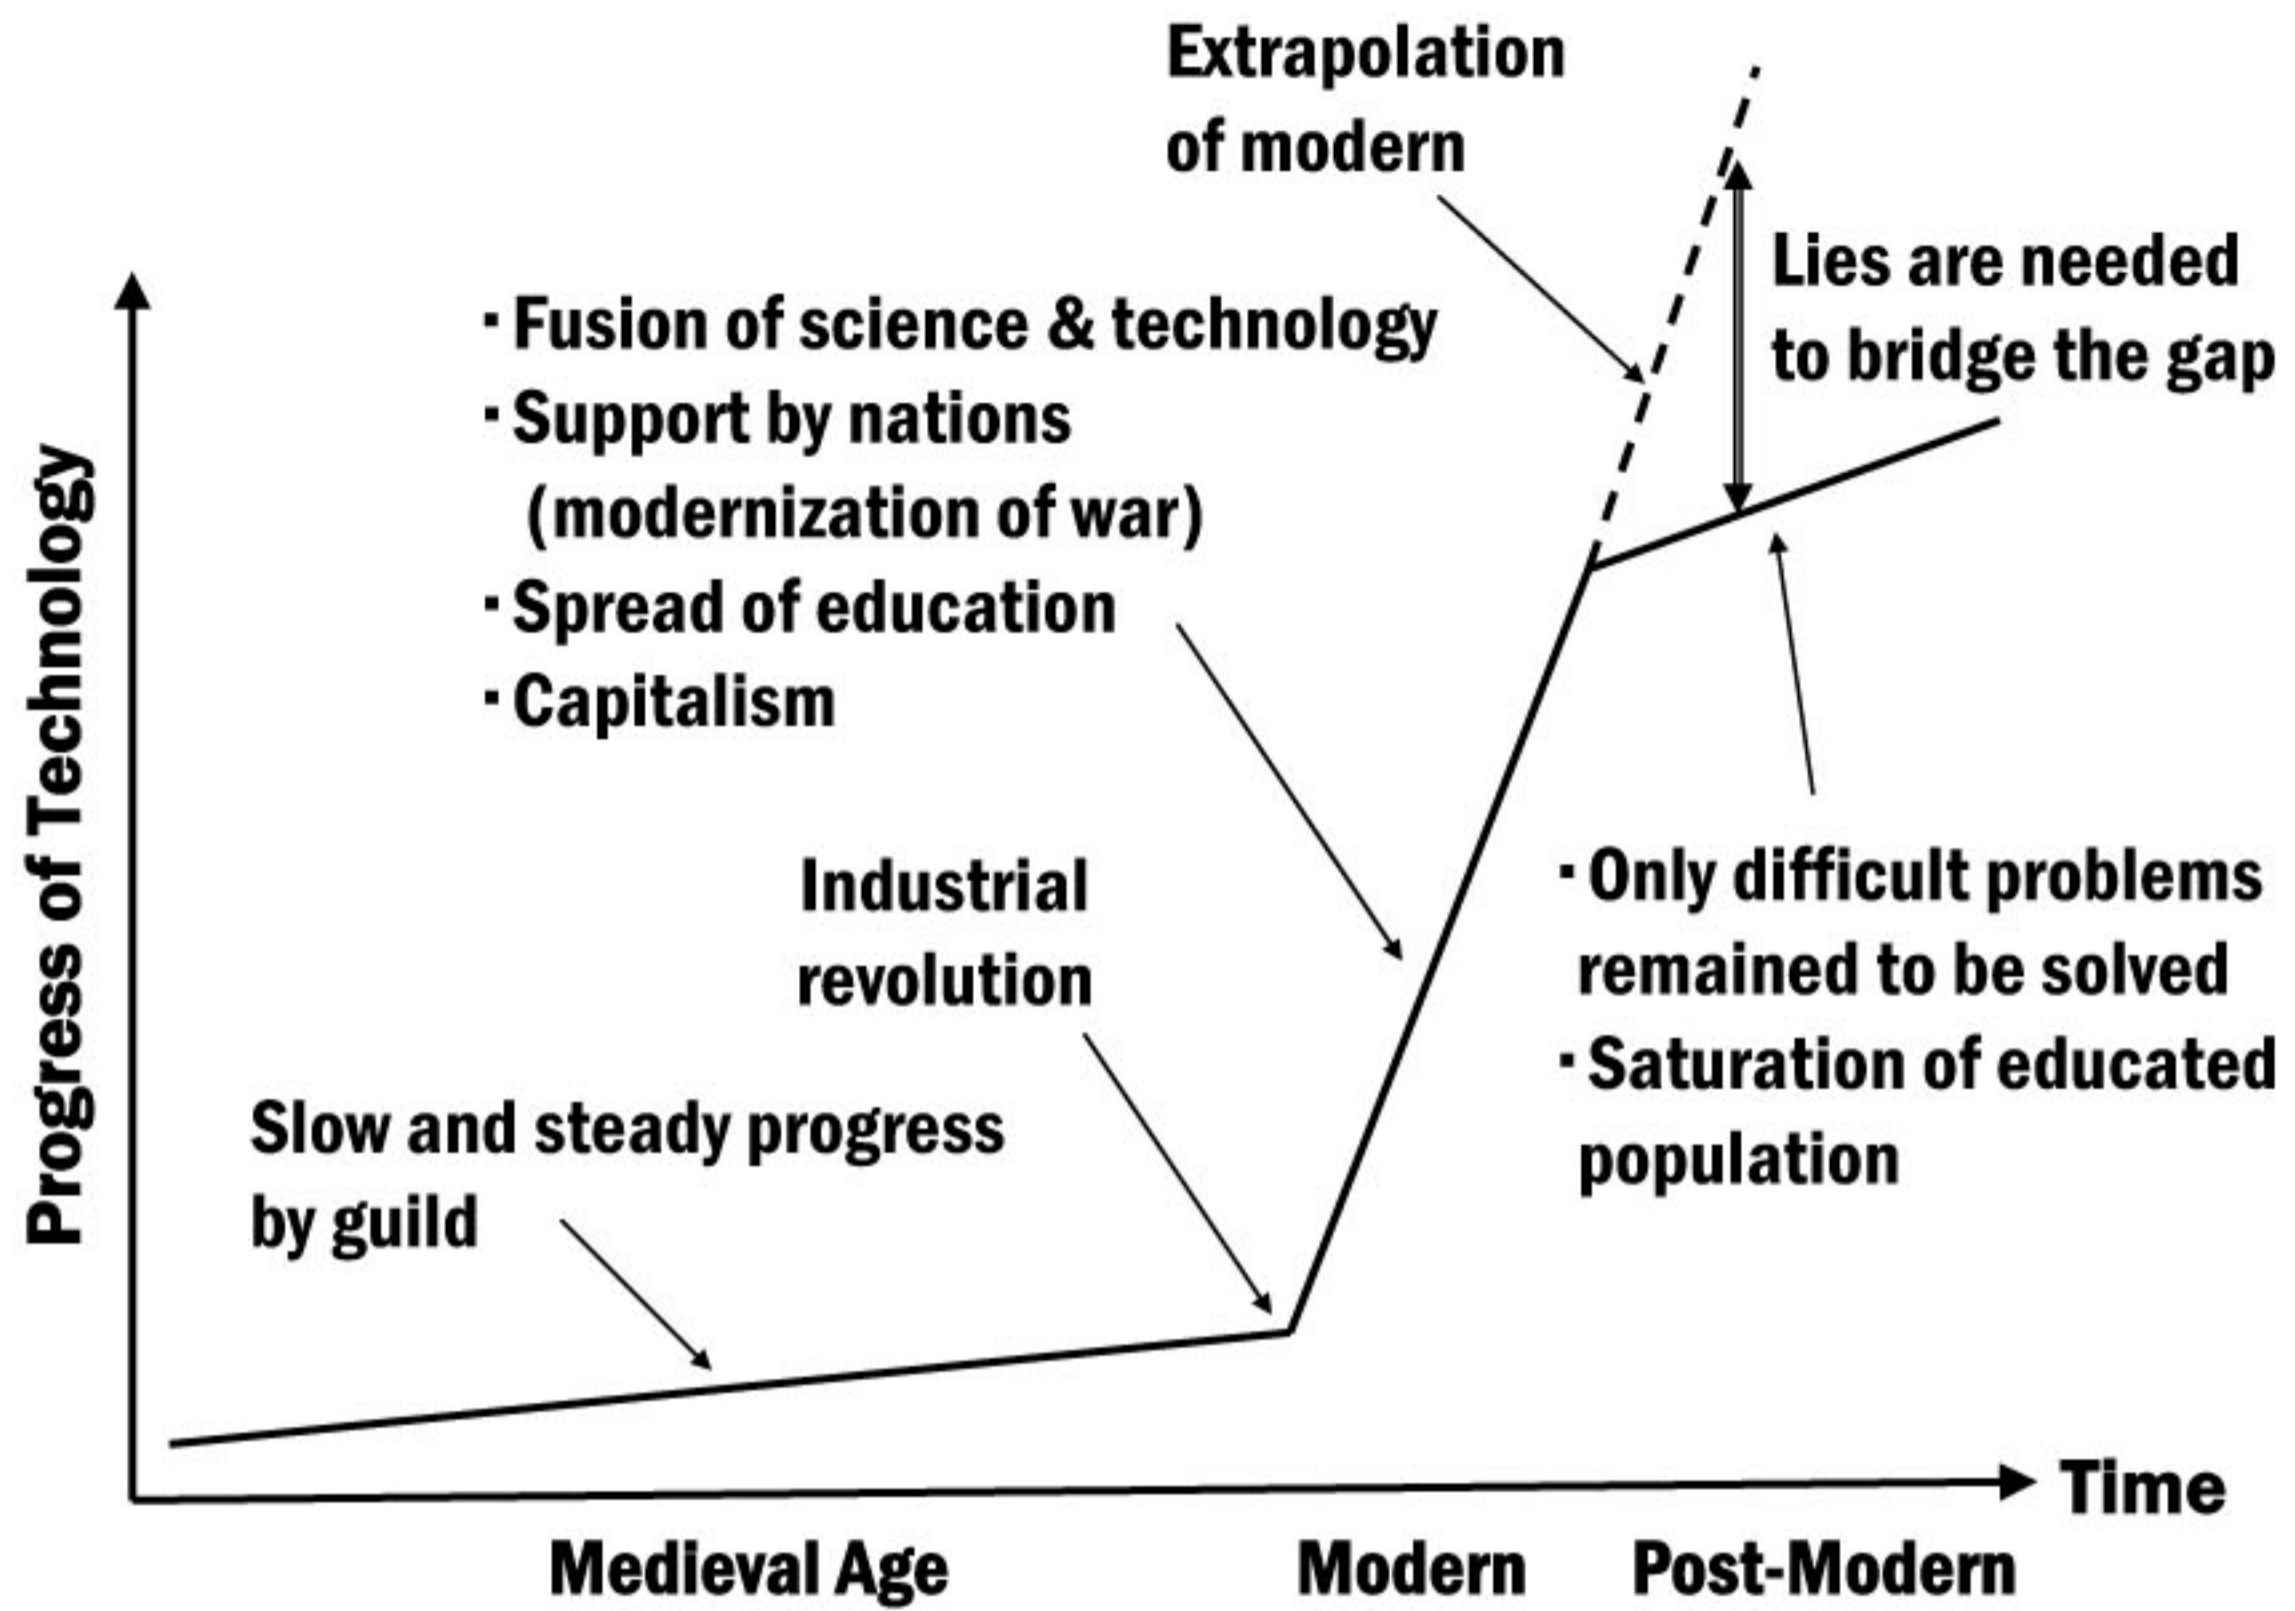 Extrapolation
of modern
Lies are needed
to bridge the gap
· Fusion of science & technology
· Support by nations
(modernization of war)
· Spread of education
· Capitalism
Industrial
revolution
Slow and steady progress
by guild
· Only difficult problems
remained to be solved
· Saturation of educated
population
Progress of Technology
Time
Medieval Age
Modern
Post-Modern